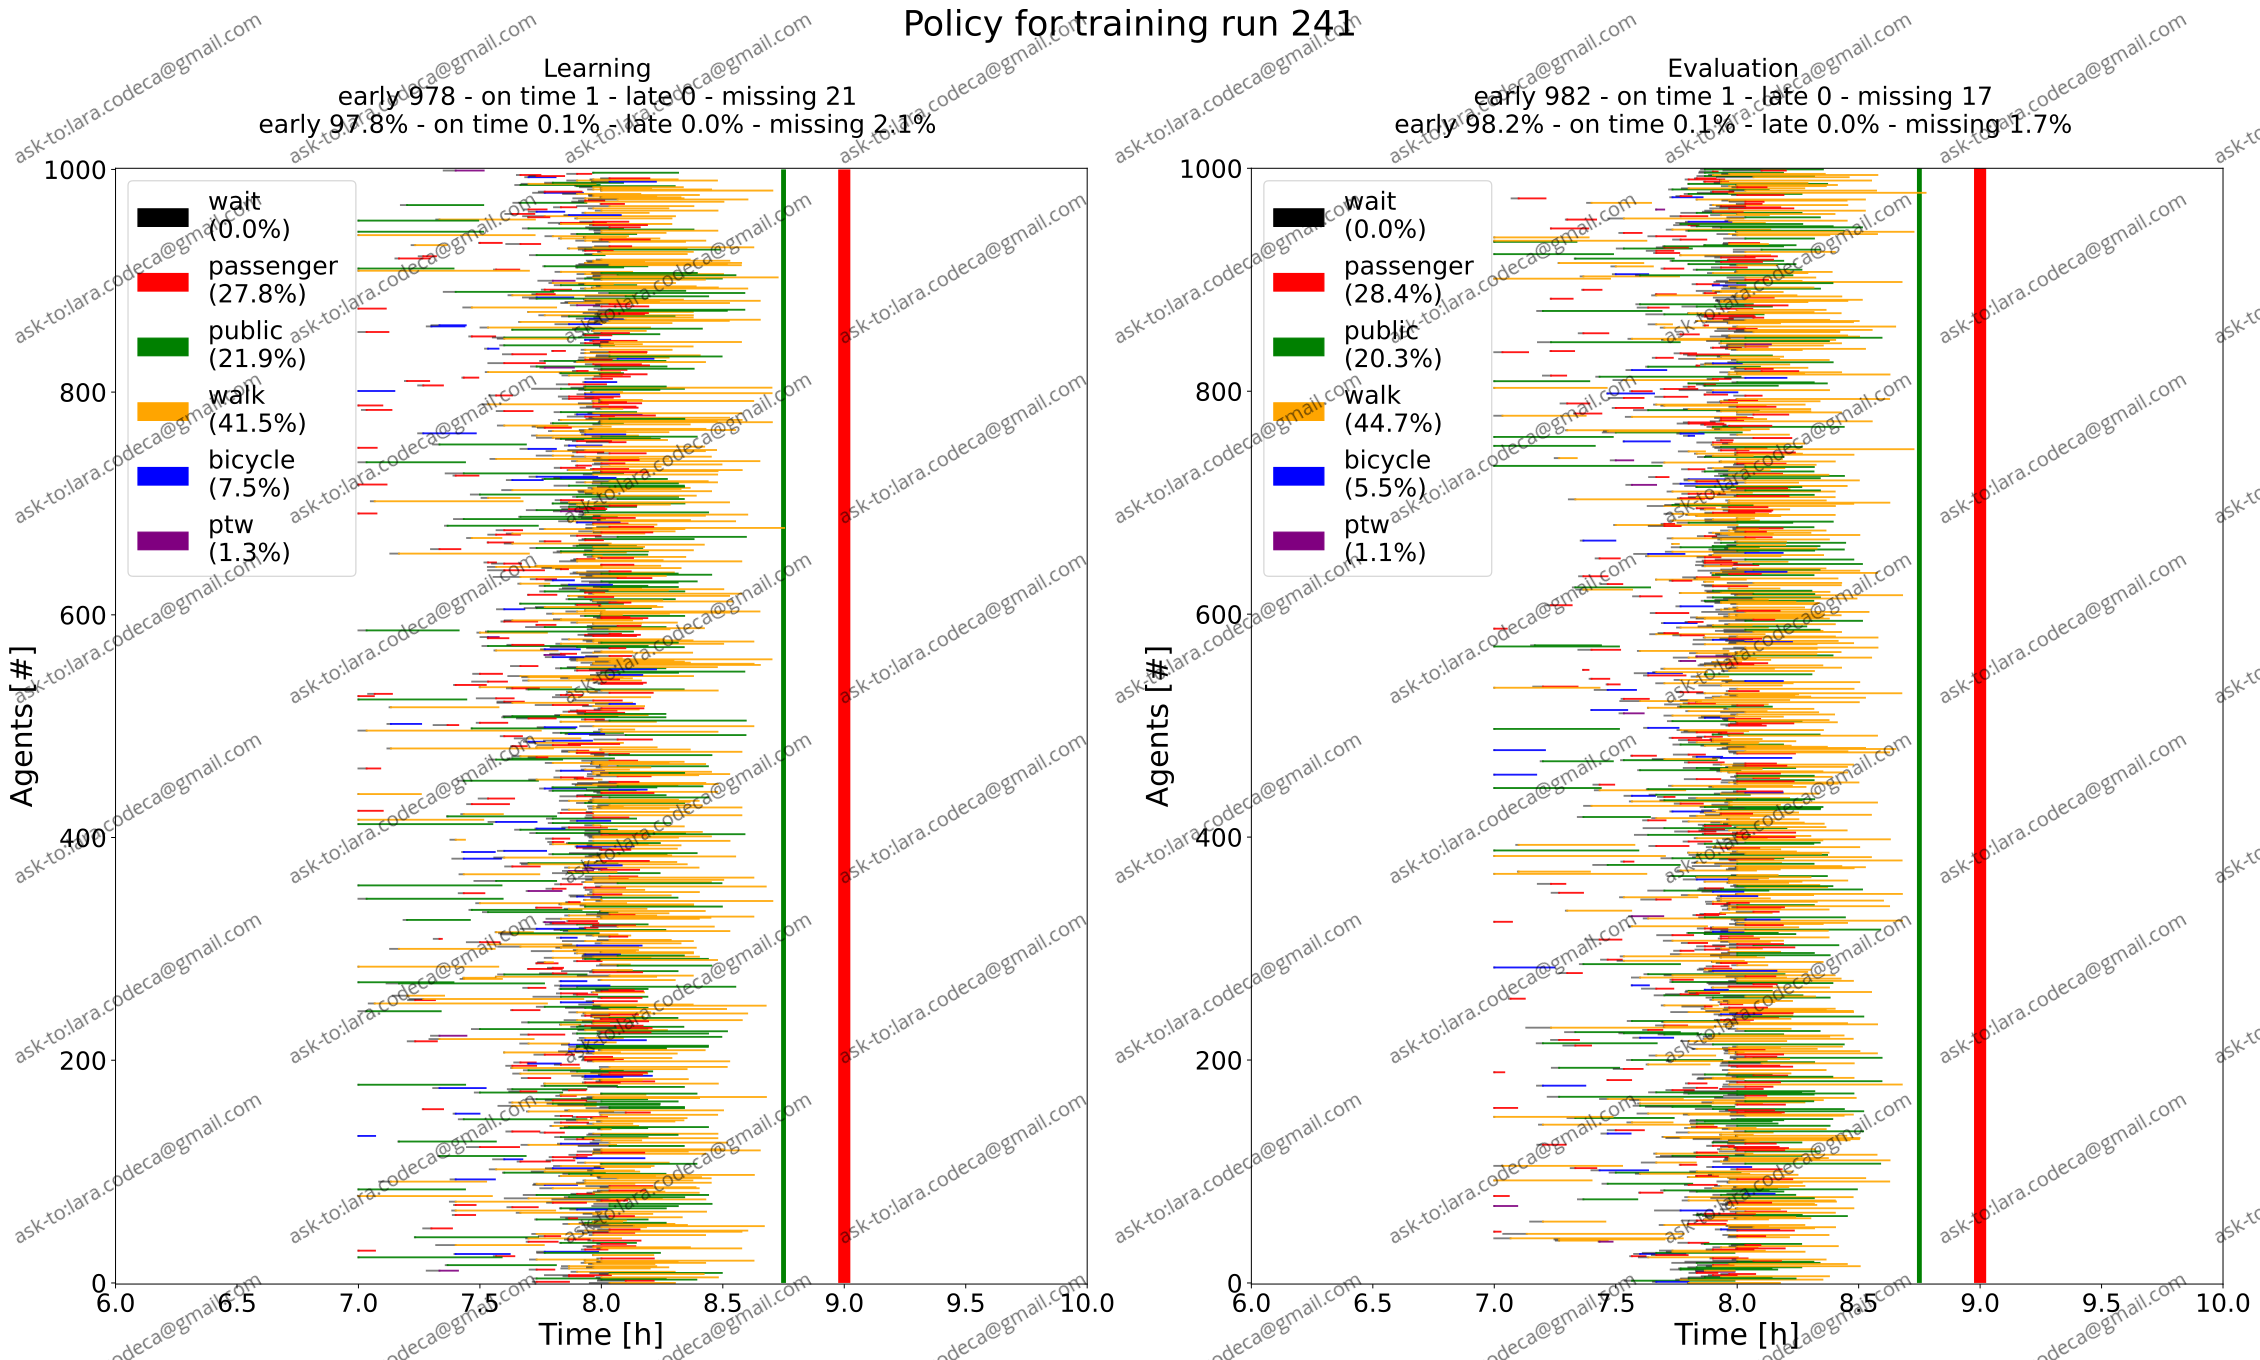 Policy for training run 241
Learning
early 978 - on time 1 - late 0 - missing 21
early 97.8% - on time 0.1% - late 0.0% - missing 2.1%
1000
800
600
400
200
0
Agents [#]
wait
(0.0%)
passenger
(27.8%)
public
(21.9%)
walk
(41.5%)
bicycle
(7.5%)
ptw
(1.3%)
6.0 6.5 7.0 7.5 8.0 8.5 9.0 9.5 10.0
Time [h]
Evaluation
early 982 - on time 1 - late 0 - missing 17
early 98.2% - on time 0.1% - late 0.0% - missing 1.7%
1000
800
600
400
200
0
Agents [#]
wait
(0.0%)
passenger
(28.4%)
public
(20.3%)
walk
(44.7%)
bicycle
(5.5%)
ptw
(1.1%)
6.0 6.5 7.0 7.5 8.0 8.5 9.0 9.5 10.0
Time [h]
ask-to:lara.codeca@gmail.com